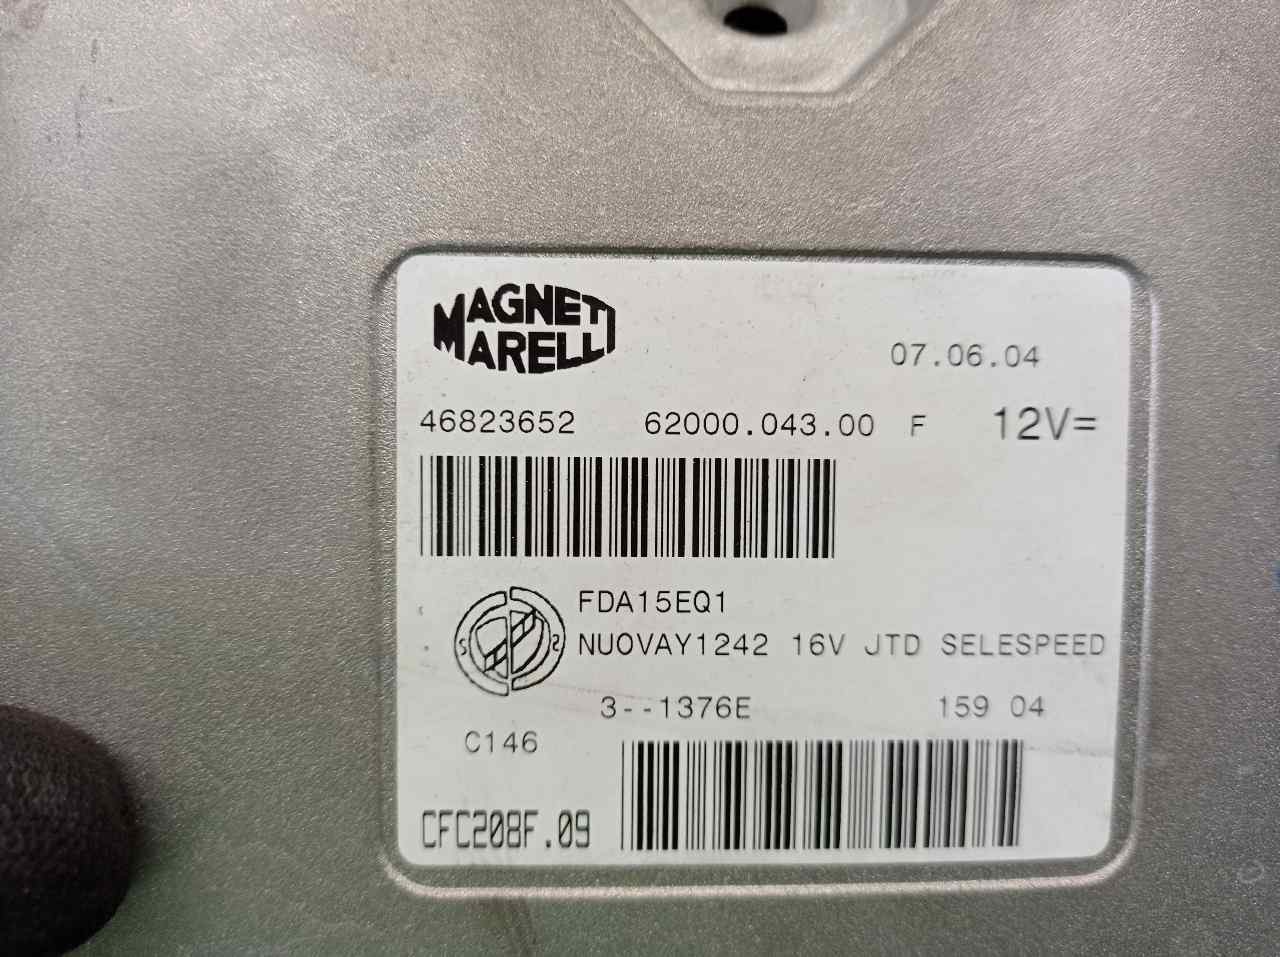 MAGNETI
MARELLI
07.06.04
46823652 62000.043.00 F 12V=
FDA15EQ1
NUOVAY1242 16V JTD SELESPEED
3--1376E 159 04
C146
CFC208F.09